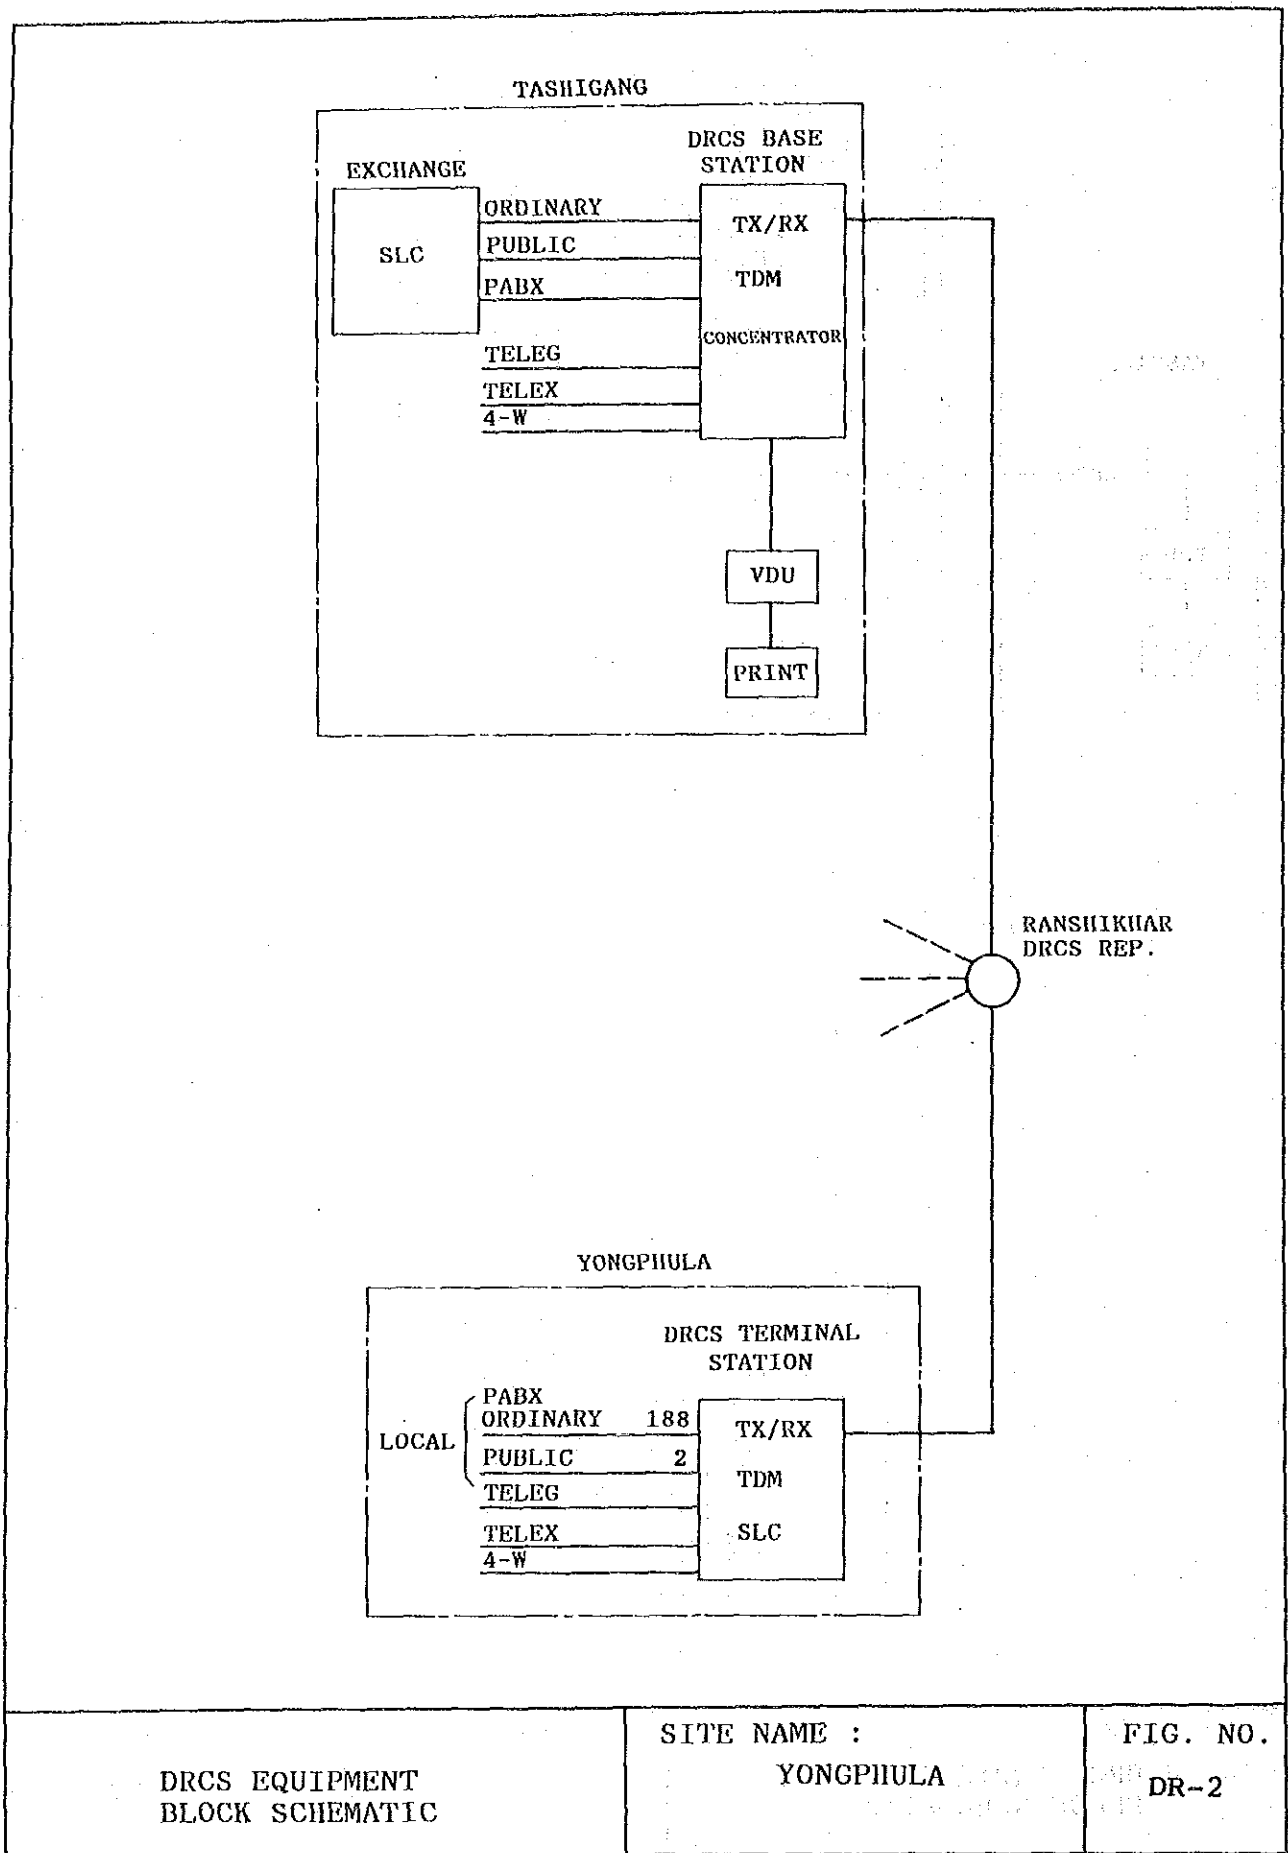 TASHIGANG
DRCS BASE
STATION
EXCHANGE
SLC
ORDINARY
PUBLIC
PABX
TELEG
TELEX
4-W
TX/RX
TDM
CONCENTRATOR
VDU
PRINT
RANSHIKHAR
DRCS REP.
YONGPHULA
DRCS TERMINAL
STATION
LOCAL
PABX
ORDINARY 188
PUBLIC 2
TELEG
TELEX
4-W
TX/RX
TDM
SLC
DRCS EQUIPMENT
BLOCK SCHEMATIC
SITE NAME :
YONGPHULA
FIG. NO.
DR-2